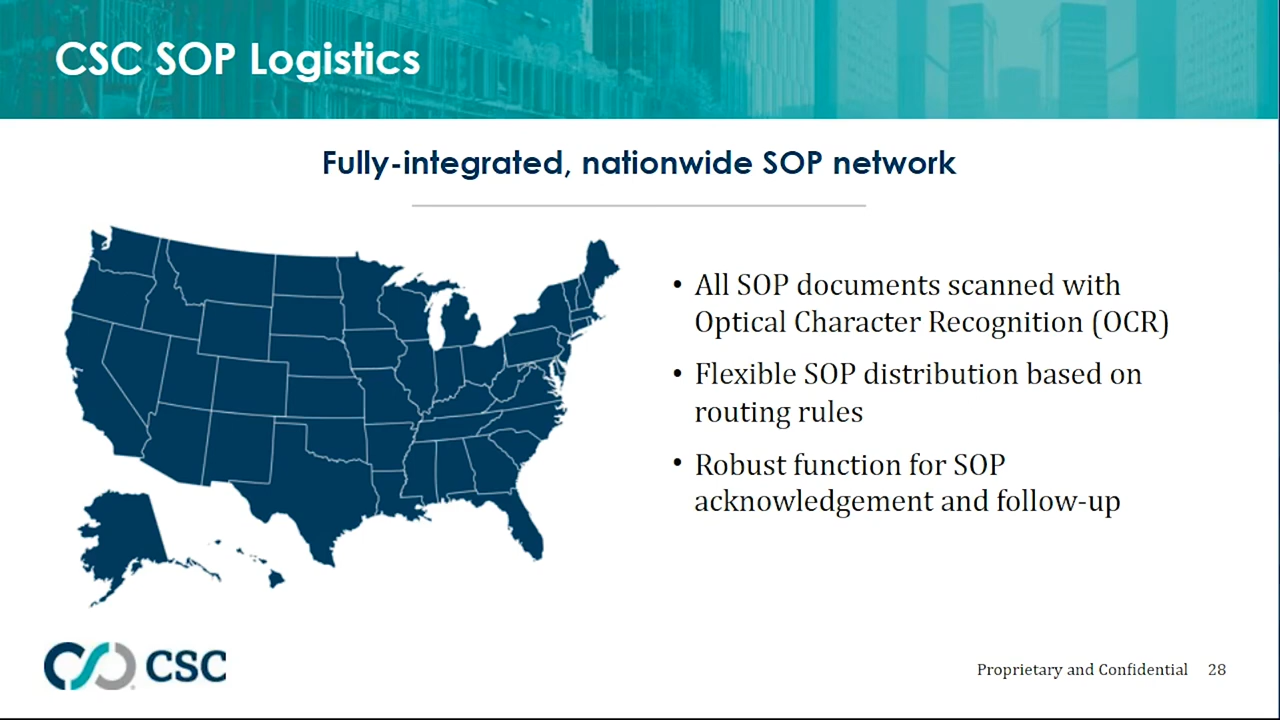 CSC SOP Logistics
Fully-integrated, nationwide SOP network
• All SOP documents scanned with
Optical Character Recognition (OCR)
• Flexible SOP distribution based on
routing rules
• Robust function for SOP
acknowledgement and follow-up
CSC
Proprietary and Confidential 28